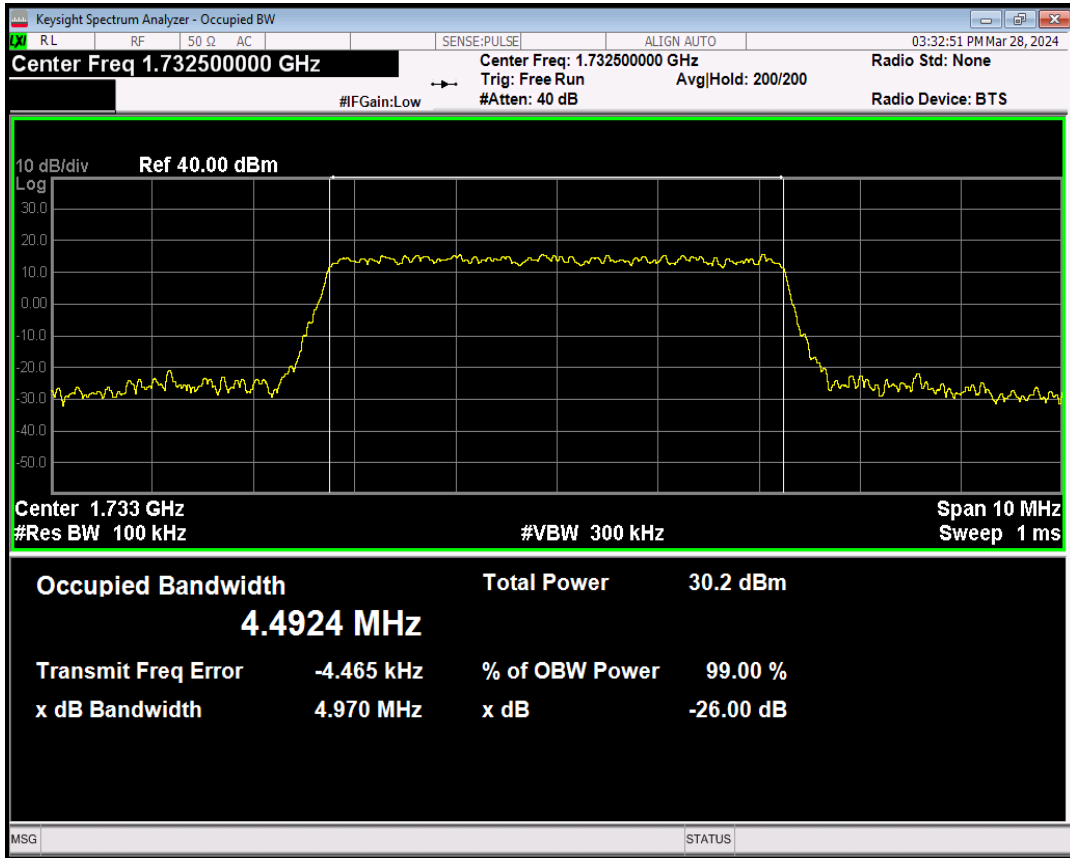 Keysight Spectrum Analyzer - Occupied BW
LXI RL RF 50 Ω AC SENSE:PULSE ALIGN AUTO 03:32:51 PM Mar 28, 2024
Center Freq 1.732500000 GHz Center Freq: 1.732500000 GHz Radio Std: None
Trig: Free Run Avg|Hold: 200/200
#IFGain:Low #Atten: 40 dB Radio Device: BTS
10 dB/div Ref 40.00 dBm
Log
30.0
20.0
10.0
0.00
-10.0
-20.0
-30.0
-40.0
-50.0
Center 1.733 GHz Span 10 MHz
#Res BW 100 kHz #VBW 300 kHz Sweep 1 ms
Occupied Bandwidth Total Power 30.2 dBm
4.4924 MHz
Transmit Freq Error -4.465 kHz % of OBW Power 99.00 %
x dB Bandwidth 4.970 MHz x dB -26.00 dB
MSG STATUS